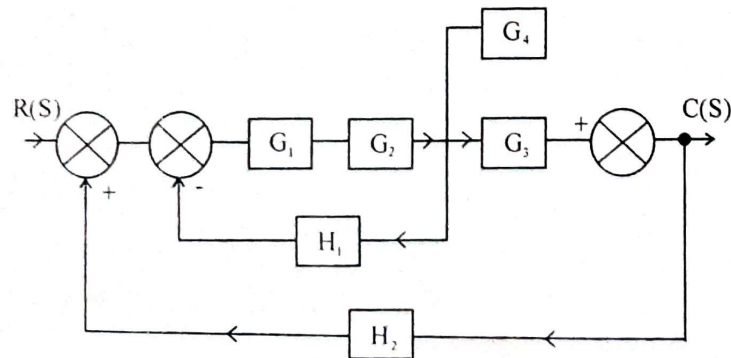 G₄
R(S)
C(S)
G₁
G₂
G₃
+
+
-
H₁
H₂